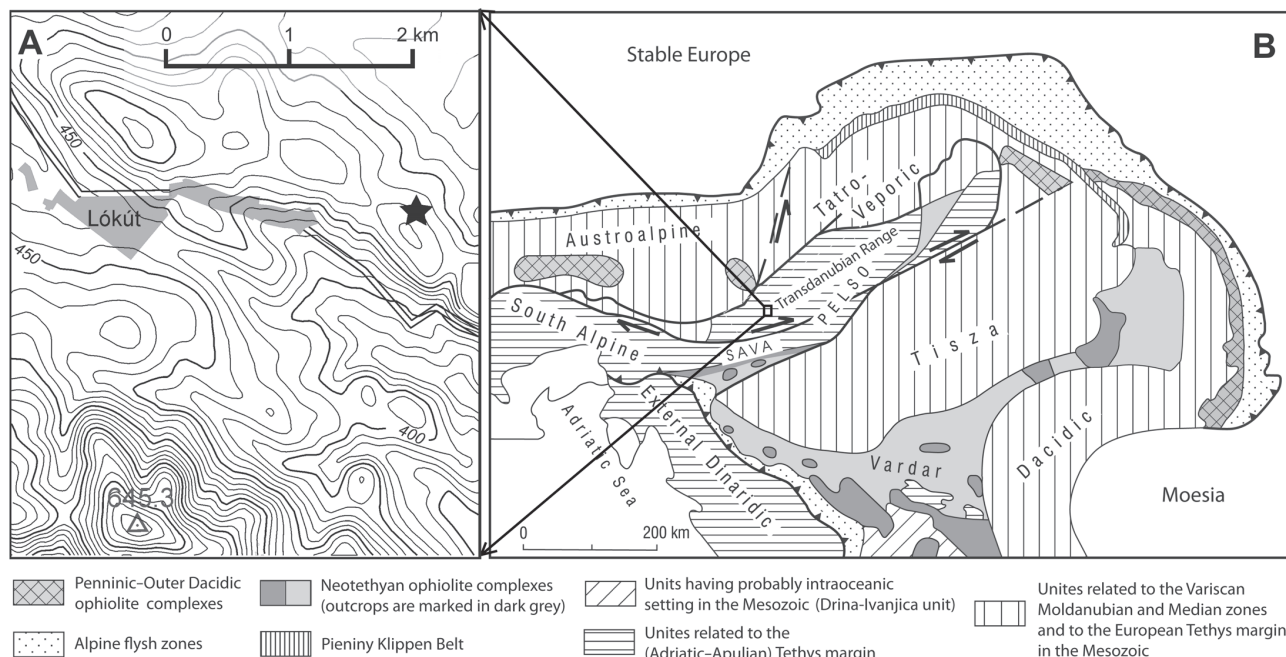 A
0 1 2 km
450
Lókút
450
400
645.3
B
Stable Europe
Tatro-
Veporic
Austroalpine
Transdanubian Range
PELSO
South Alpine
SAVA
Tisza
Adriatic Sea
External Dinaridic
Vardar
Dacidic
Moesia
0 200 km
Penninic–Outer Dacidic
ophiolite complexes
Alpine flysh zones
Neotethyan ophiolite complexes
(outcrops are marked in dark grey)
Pieniny Klippen Belt
Units having probably intraoceanic
setting in the Mesozoic (Drina-Ivanjica unit)
Unites related to the
(Adriatic–Apulian) Tethys margin
Unites related to the Variscan
Moldanubian and Median zones
and to the European Tethys margin
in the Mesozoic